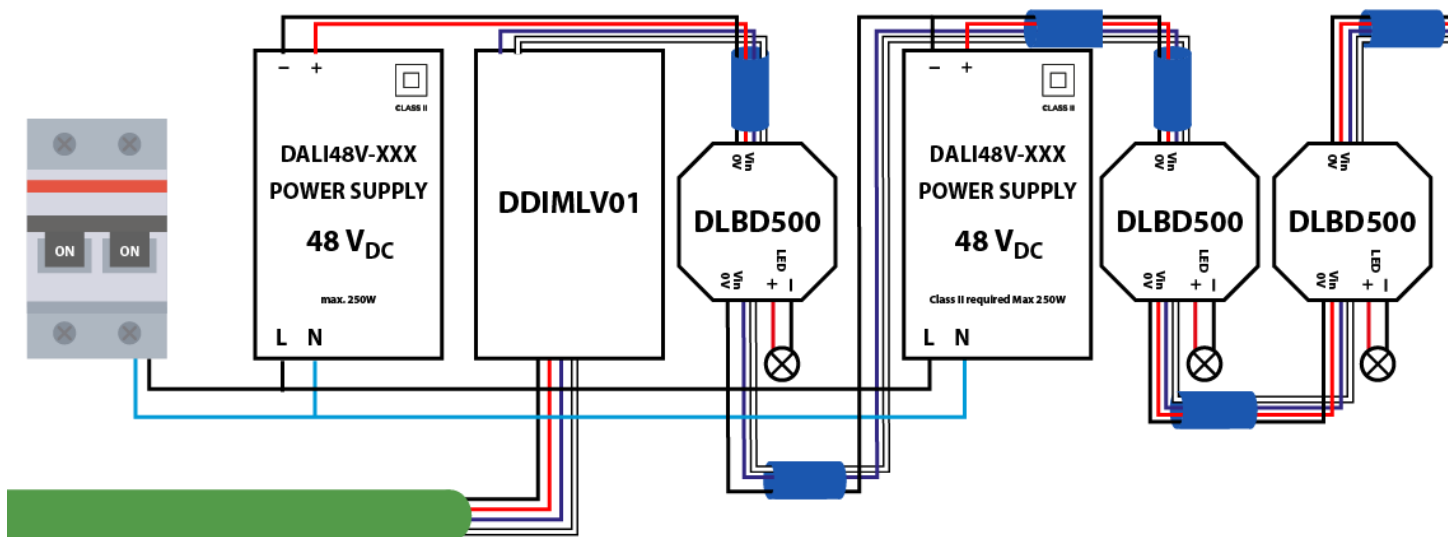 ON
ON
− +
CLASS II
DALI48V-XXX
POWER SUPPLY
48 VDC
max. 250W
L N
DDIMLV01
Vin
0V
DLBD500
LED
Vin
0V
+ −
− +
CLASS II
DALI48V-XXX
POWER SUPPLY
48 VDC
Class II required Max 250W
L N
Vin
0V
DLBD500
LED
Vin
0V
+ −
Vin
0V
DLBD500
LED
Vin
0V
+ −